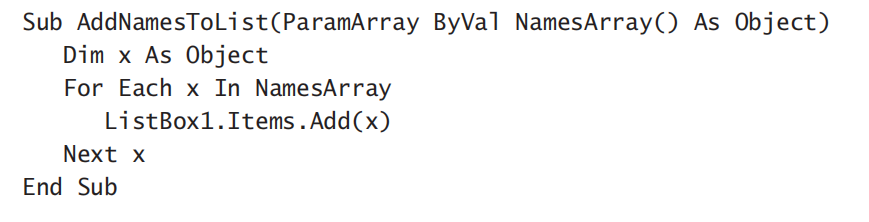 Sub AddNamesToList(ParamArray ByVal NamesArray() As Object)
   Dim x As Object
   For Each x In NamesArray
      ListBox1.Items.Add(x)
   Next x
End Sub